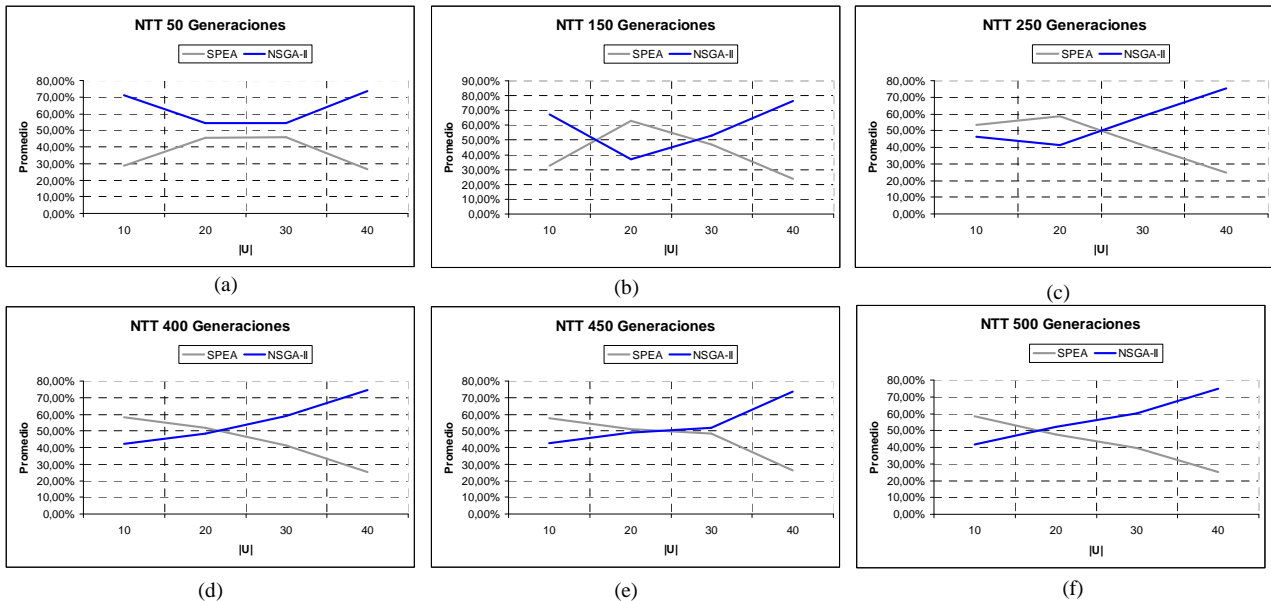 NTT 50 Generaciones
SPEA NSGA-II
80,00%
70,00%
60,00%
50,00%
40,00%
30,00%
20,00%
10,00%
0,00%
Promedio
10 20 30 40
|U|
(a)
NTT 150 Generaciones
SPEA NSGA-II
90,00%
80,00%
70,00%
60,00%
50,00%
40,00%
30,00%
20,00%
10,00%
0,00%
Promedio
10 20 30 40
|U|
(b)
NTT 250 Generaciones
SPEA NSGA-II
80,00%
70,00%
60,00%
50,00%
40,00%
30,00%
20,00%
10,00%
0,00%
Promedio
10 20 30 40
|U|
(c)
NTT 400 Generaciones
SPEA NSGA-II
80,00%
70,00%
60,00%
50,00%
40,00%
30,00%
20,00%
10,00%
0,00%
Promedio
10 20 30 40
|U|
(d)
NTT 450 Generaciones
SPEA NSGA-II
80,00%
70,00%
60,00%
50,00%
40,00%
30,00%
20,00%
10,00%
0,00%
Promedio
10 20 30 40
|U|
(e)
NTT 500 Generaciones
SPEA NSGA-II
80,00%
70,00%
60,00%
50,00%
40,00%
30,00%
20,00%
10,00%
0,00%
Promedio
10 20 30 40
|U|
(f)